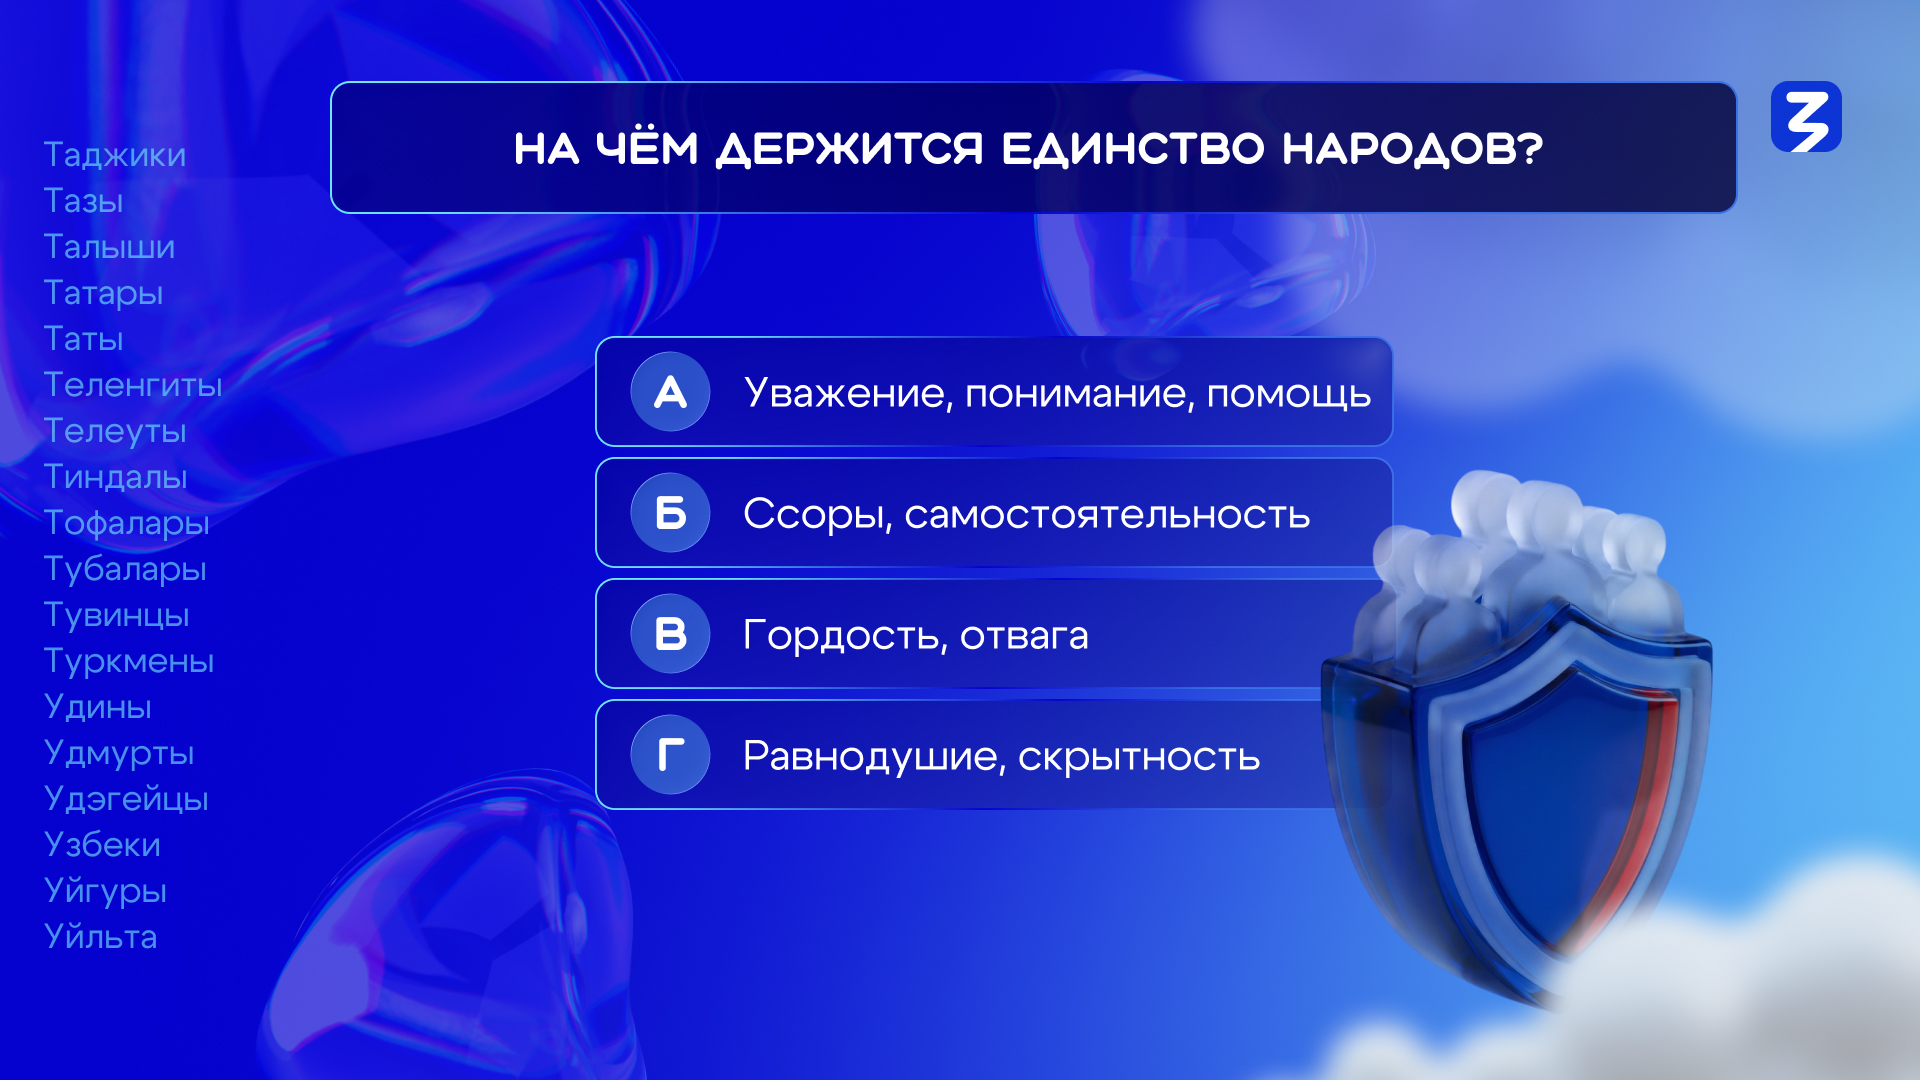 НА ЧЁМ ДЕРЖИТСЯ ЕДИНСТВО НАРОДОВ?
Таджики
Тазы
Талыши
Татары
Таты
Теленгиты
Телеуты
Тиндалы
Тофалары
Тубалары
Тувинцы
Туркмены
Удины
Удмурты
Удэгейцы
Узбеки
Уйгуры
Уйльта
А Уважение, понимание, помощь
Б Ссоры, самостоятельность
В Гордость, отвага
Г Равнодушие, скрытность